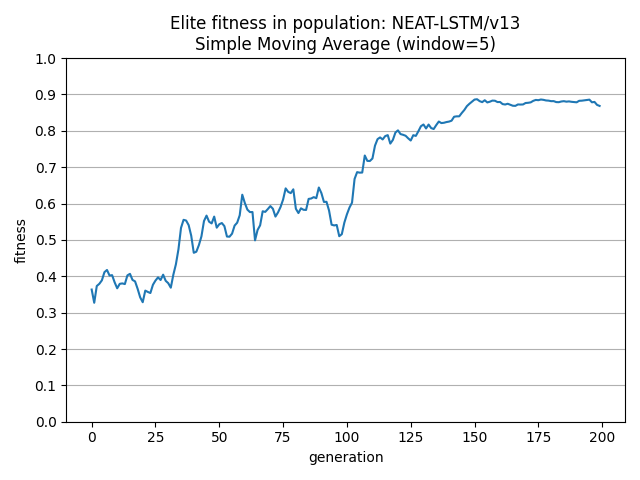 Elite fitness in population: NEAT-LSTM/v13
Simple Moving Average (window=5)
1.0
0.9
0.8
0.7
0.6
0.5
0.4
0.3
0.2
0.1
0.0
fitness
0 25 50 75 100 125 150 175 200
generation